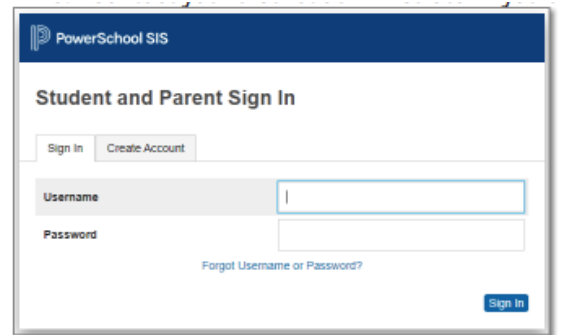 PowerSchool SIS
Student and Parent Sign In
Sign In Create Account
Username
Password
Forgot Username or Password?
Sign In